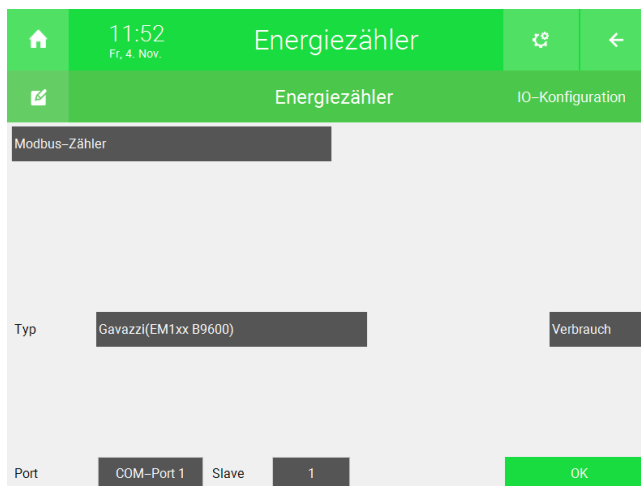 11:52
Fr, 4. Nov.
Energiezähler
Energiezähler
IO-Konfiguration
Modbus-Zähler
Typ
Gavazzi(EM1xx B9600)
Verbrauch
Port
COM-Port 1
Slave
1
OK